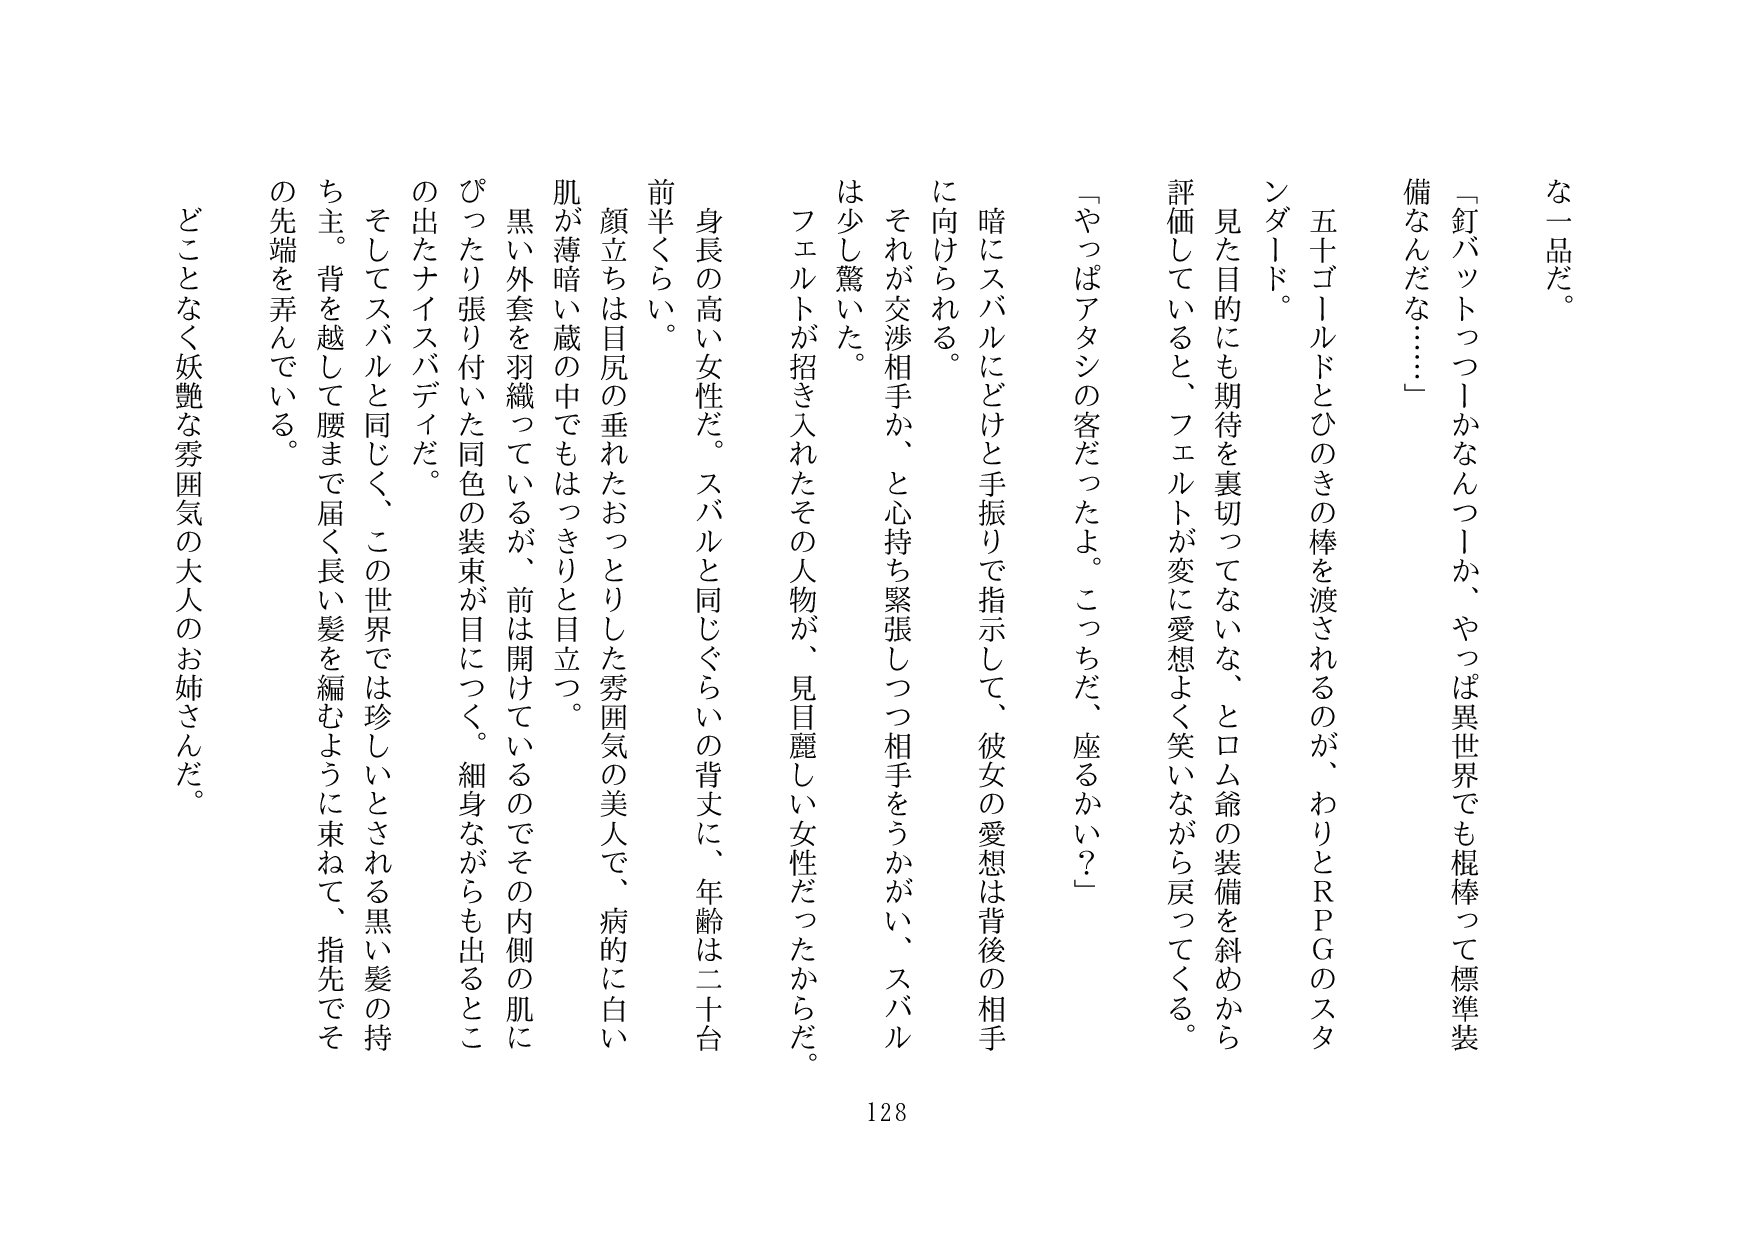 な一品だ。
「釘バットっつーかなんつーか、やっぱ異世界でも棍棒って標準装
備なんだな……」
五十ゴールドとひのきの棒を渡されるのが、わりとＲＰＧのスタ
ンダード。
見た目的にも期待を裏切ってないな、とロム爺の装備を斜めから
評価していると、フェルトが変に愛想よく笑いながら戻ってくる。
「やっぱアタシの客だったよ。こっちだ、座るかい？」
暗にスバルにどけと手振りで指示して、彼女の愛想は背後の相手
に向けられる。
それが交渉相手か、と心持ち緊張しつつ相手をうかがい、スバル
は少し驚いた。
フェルトが招き入れたその人物が、見目麗しい女性だったからだ。
身長の高い女性だ。スバルと同じぐらいの背丈に、年齢は二十台
前半くらい。
顔立ちは目尻の垂れたおっとりした雰囲気の美人で、病的に白い
肌が薄暗い蔵の中でもはっきりと目立つ。
黒い外套を羽織っているが、前は開けているのでその内側の肌に
ぴったり張り付いた同色の装束が目につく。細身ながらも出るとこ
の出たナイスバディだ。
そしてスバルと同じく、この世界では珍しいとされる黒い髪の持
ち主。背を越して腰まで届く長い髪を編むように束ねて、指先でそ
の先端を弄んでいる。
どことなく妖艶な雰囲気の大人のお姉さんだ。
128